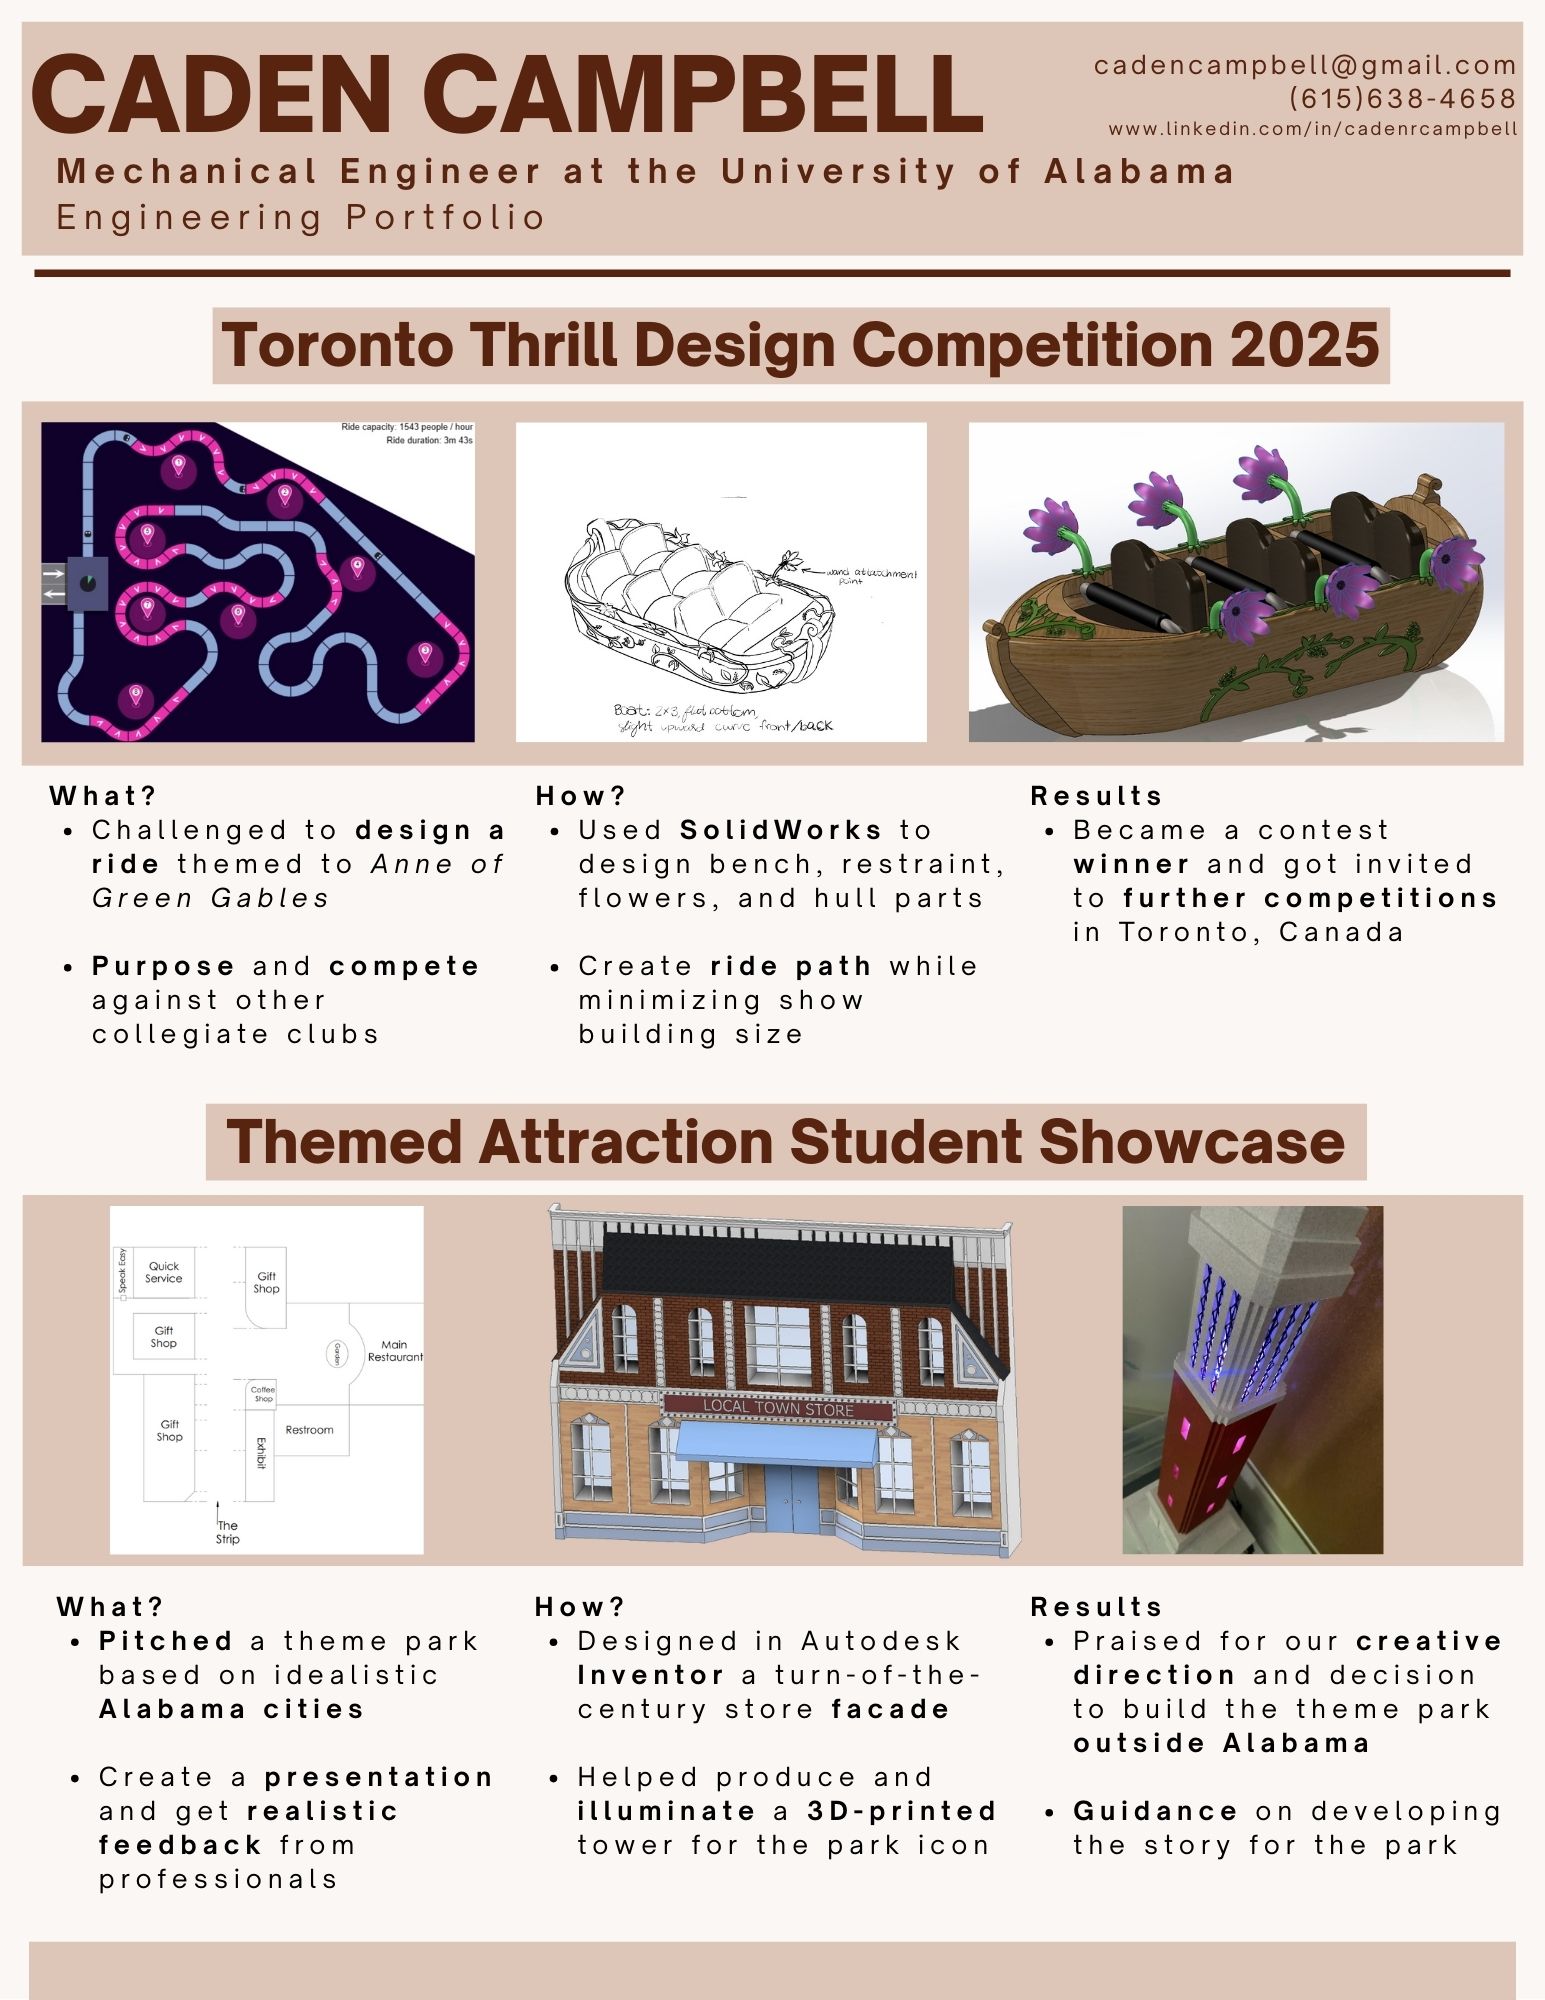 CADEN CAMPBELL
cadencampbell@gmail.com
(615)638-4658
www.linkedin.com/in/cadenrcampbell
Mechanical Engineer at the University of Alabama
Engineering Portfolio
Toronto Thrill Design Competition 2025
Ride capacity: 1543 people / hour
Ride duration: 3m 43s
1
2
5
4
7
6
3
8
wand attachment
point
Boat: 2x3, flat bottom,
slight upward curve front/back
What?
• Challenged to design a
ride themed to Anne of
Green Gables
• Purpose and compete
against other
collegiate clubs
How?
• Used SolidWorks to
design bench, restraint,
flowers, and hull parts
• Create ride path while
minimizing show
building size
Results
• Became a contest
winner and got invited
to further competitions
in Toronto, Canada
Themed Attraction Student Showcase
Speak Easy
Quick
Service
Gift
Shop
Gift
Shop
Garden
Main
Restaurant
Coffee
Shop
Gift
Shop
Restroom
Exhibit
The
Strip
LOCAL TOWN STORE
What?
• Pitched a theme park
based on idealistic
Alabama cities
• Create a presentation
and get realistic
feedback from
professionals
How?
• Designed in Autodesk
Inventor a turn-of-the-
century store facade
• Helped produce and
illuminate a 3D-printed
tower for the park icon
Results
• Praised for our creative
direction and decision
to build the theme park
outside Alabama
• Guidance on developing
the story for the park